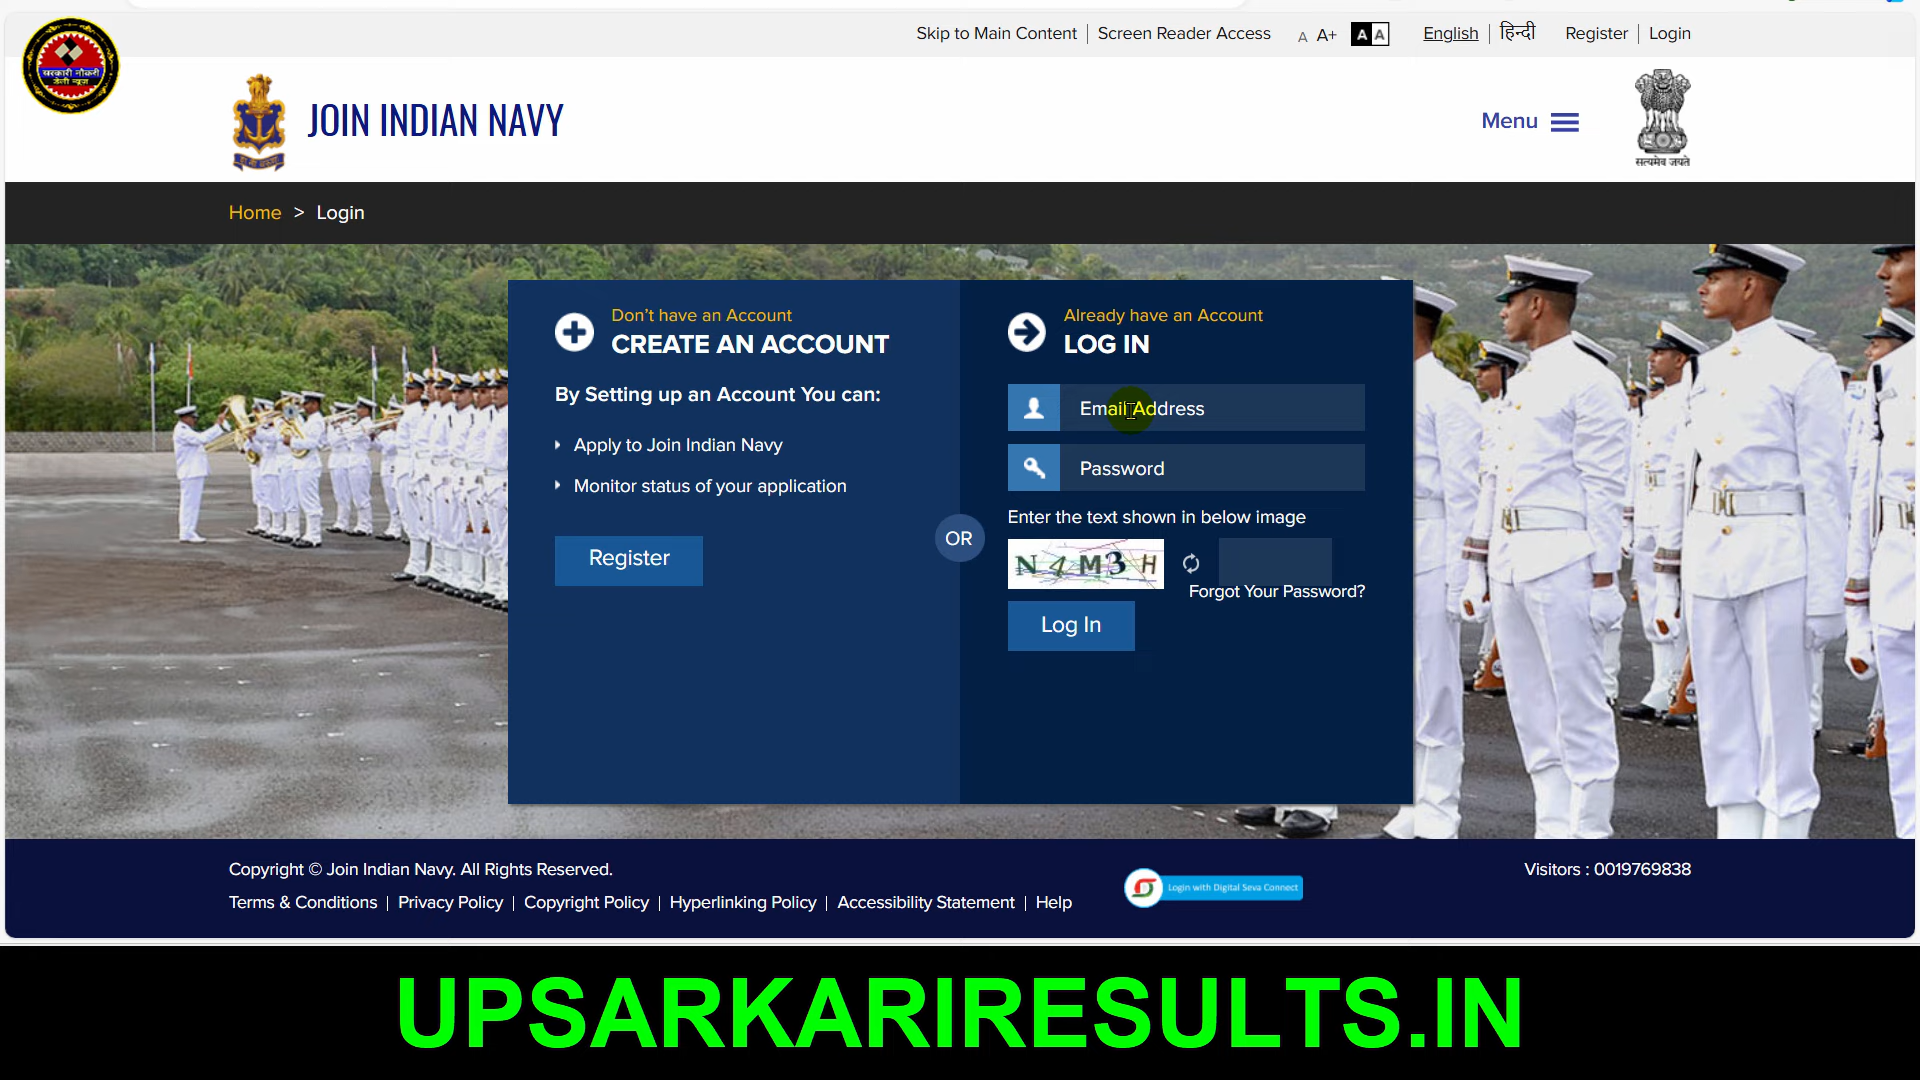 Skip to Main Content | Screen Reader Access A A+ A A English | हिन्दी Register | Login
सरकारी नौकरी
डेली न्यूज
JOIN INDIAN NAVY
Menu
सत्यमेव जयते
Home > Login
Don't have an Account
CREATE AN ACCOUNT
By Setting up an Account You can:
Apply to Join Indian Navy
Monitor status of your application
Register
OR
Already have an Account
LOG IN
Email Address
Password
Enter the text shown in below image
N4M3H
Forgot Your Password?
Log In
Copyright © Join Indian Navy. All Rights Reserved.
Terms & Conditions | Privacy Policy | Copyright Policy | Hyperlinking Policy | Accessibility Statement | Help
Login with Digital Seva Connect
Visitors : 0019769838
UPSARKARIRESULTS.IN